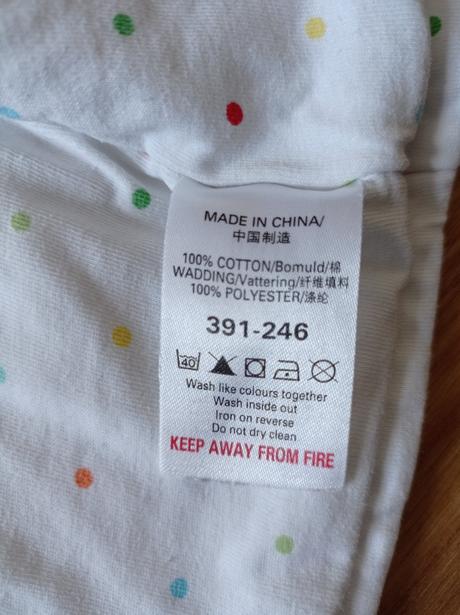 MADE IN CHINA/
中国制造
100% COTTON/Bomuld/棉
WADDING/Vattering/纤维填料
100% POLYESTER/涤纶
391-246
40
Wash like colours together
Wash inside out
Iron on reverse
Do not dry clean
KEEP AWAY FROM FIRE